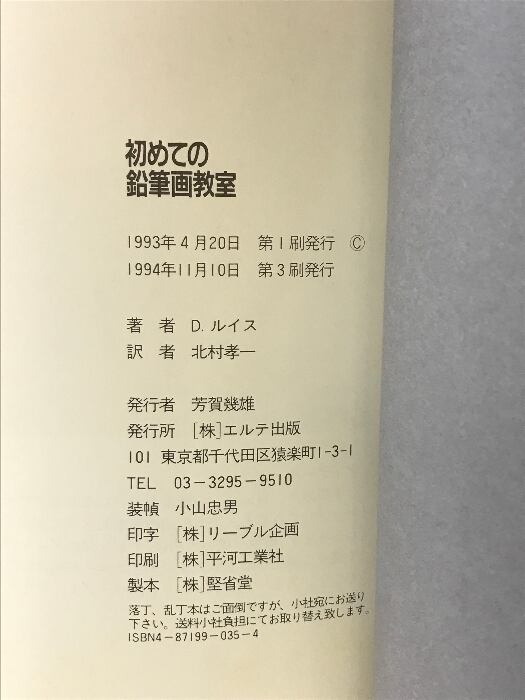 初めての
鉛筆画教室
1993年4月20日 第1刷発行 ©
1994年11月10日 第3刷発行
著者 D. ルイス
訳者 北村孝一
発行者 芳賀幾雄
発行所 [株]エルテ出版
101 東京都千代田区猿楽町1-3-1
TEL 03-3295-9510
装幀 小山忠男
印字 [株]リーブル企画
印刷 [株]平河工業社
製本 [株]堅省堂
落丁、乱丁本はご面倒ですが、小社宛にお送り
下さい。送料小社負担にてお取り替え致します。
ISBN4-87199-035-4